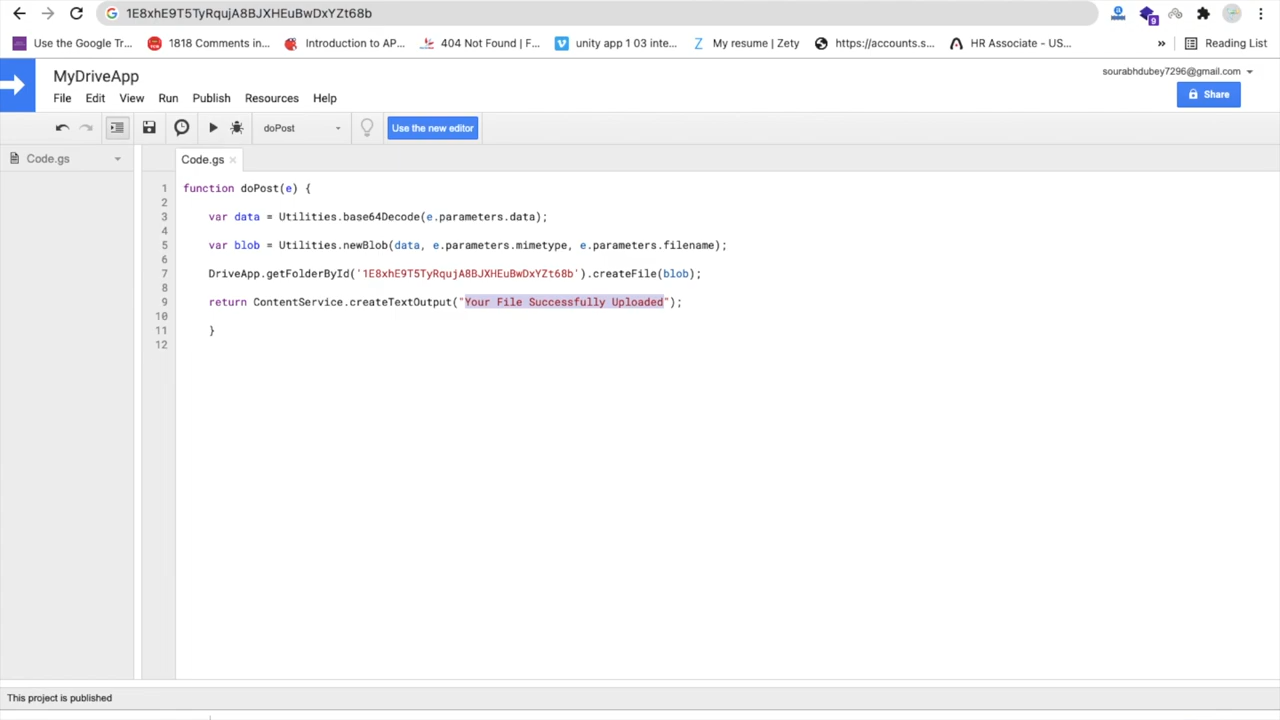 1E8xhE9T5TyRqujA8BJXHEuBwDxYZt68b
9
Use the Google Tr...
1818 Comments in...
Introduction to AP...
404 Not Found | F...
unity app 1 03 inte...
My resume | Zety
https://accounts.s...
HR Associate - US...
»
Reading List
MyDriveApp
sourabhdubey7296@gmail.com
File Edit View Run Publish Resources Help
Share
doPost
Use the new editor
Code.gs
Code.gs ×
1 function doPost(e) {
2
3 var data = Utilities.base64Decode(e.parameters.data);
4
5 var blob = Utilities.newBlob(data, e.parameters.mimetype, e.parameters.filename);
6
7 DriveApp.getFolderById('1E8xhE9T5TyRqujA8BJXHEuBwDxYZt68b').createFile(blob);
8
9 return ContentService.createTextOutput("Your File Successfully Uploaded");
10
11 }
12
This project is published